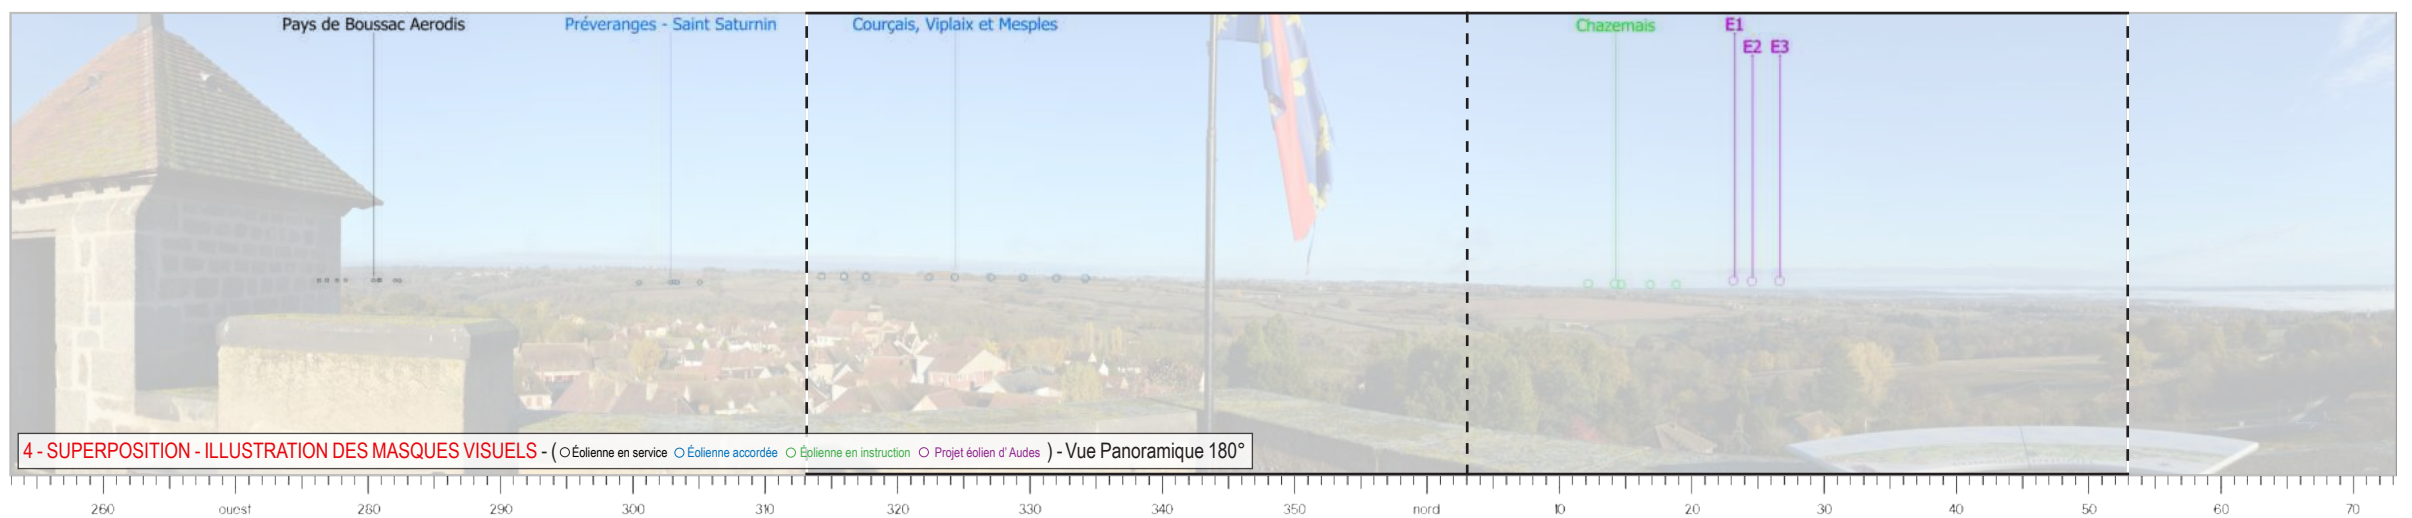 Pays de Boussac Aerodis
Préveranges - Saint Saturnin
Courçais, Viplaix et Mesples
Chazemais
E1
E2 E3
4 - SUPERPOSITION - ILLUSTRATION DES MASQUES VISUELS - ( Éolienne en service Éolienne accordée Éolienne en instruction Projet éolien d' Audes ) - Vue Panoramique 180°
260 ouest 280 290 300 310 320 330 340 350 nord 10 20 30 40 50 60 70